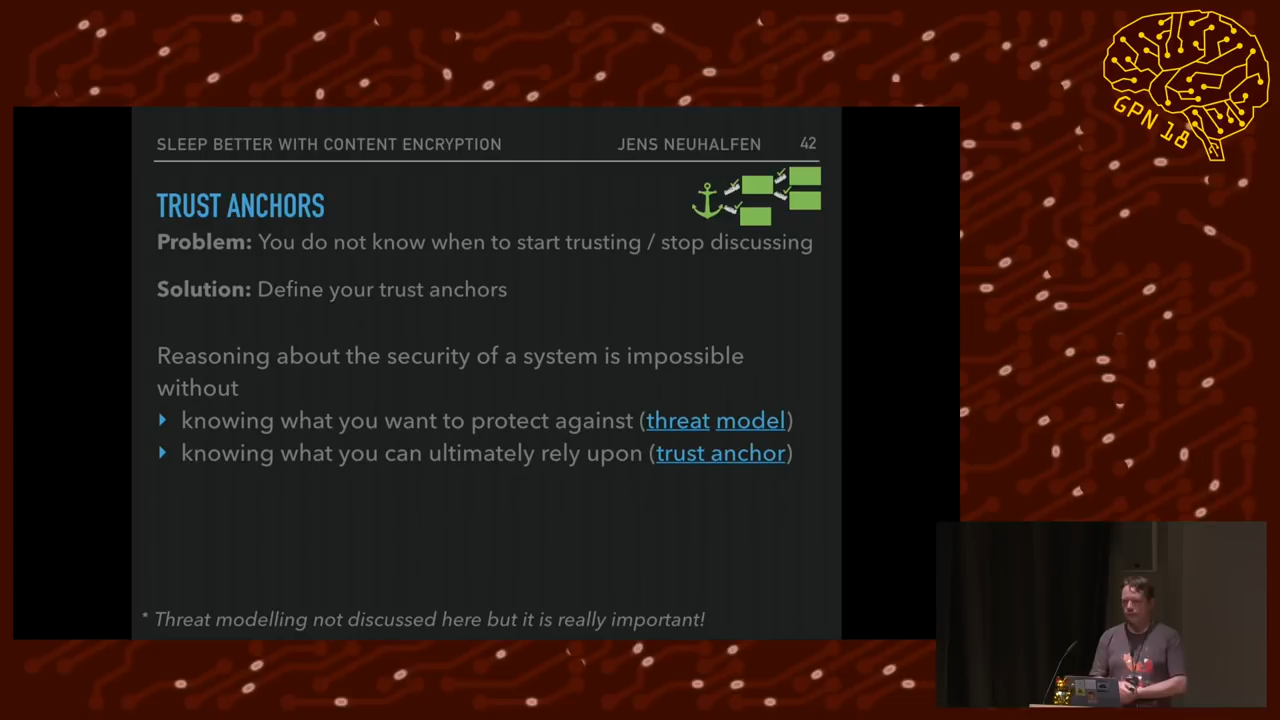 SLEEP BETTER WITH CONTENT ENCRYPTION JENS NEUHALFEN 42
TRUST ANCHORS
Problem: You do not know when to start trusting / stop discussing
Solution: Define your trust anchors
Reasoning about the security of a system is impossible
without
knowing what you want to protect against (threat model)
knowing what you can ultimately rely upon (trust anchor)
* Threat modelling not discussed here but it is really important!
GPN 18